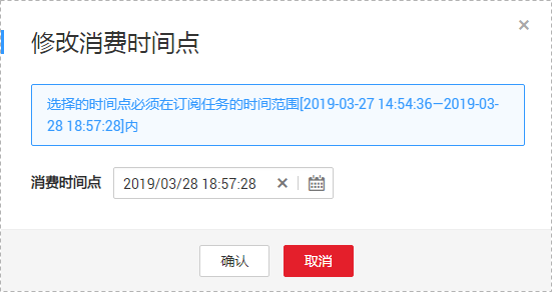 修改消费时间点
选择的时间点必须在订阅任务的时间范围[2019-03-27 14:54:36—2019-03-
28 18:57:28]内
消费时间点 2019/03/28 18:57:28
确认 取消